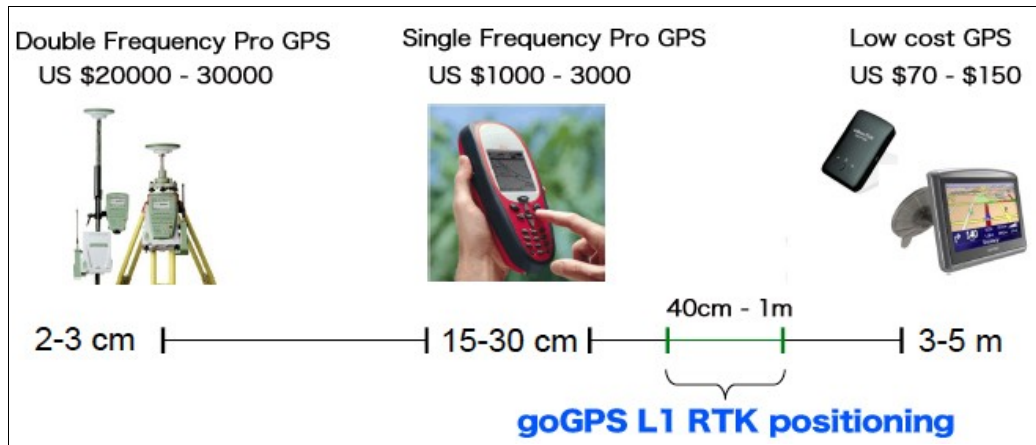 Double Frequency Pro GPS
US $20000 - 30000
Single Frequency Pro GPS
US $1000 - 3000
Low cost GPS
US $70 - $150
40cm - 1m
2-3 cm
15-30 cm
3-5 m
goGPS L1 RTK positioning